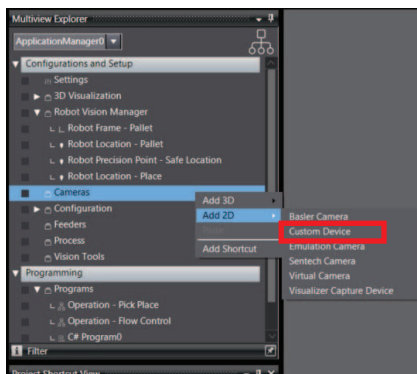 Multiview Explorer
ApplicationManager0
Configurations and Setup
Settings
3D Visualization
Robot Vision Manager
Robot Frame - Pallet
Robot Location - Pallet
Robot Precision Point - Safe Location
Robot Location - Place
Cameras
Configuration
Feeders
Process
Vision Tools
Programming
Programs
Operation - Pick Place
Operation - Flow Control
C# Program0
Filter
Project Shortcut View
Add 3D
Add 2D
Paste
Add Shortcut
Basler Camera
Custom Device
Emulation Camera
Sentech Camera
Virtual Camera
Visualizer Capture Device